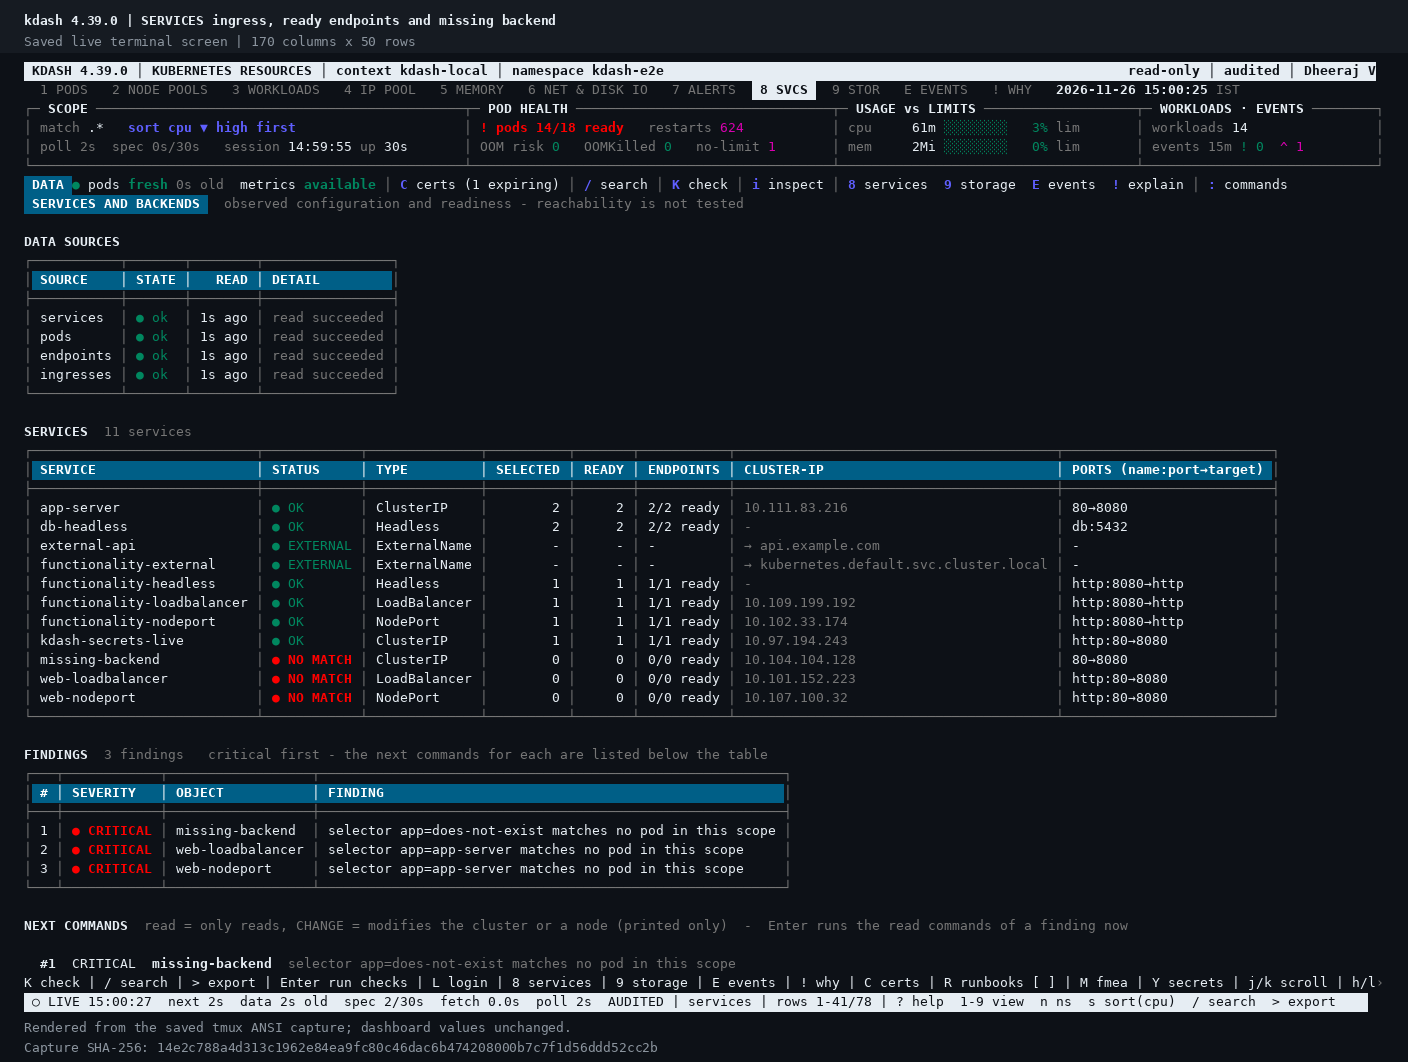 kdash 4.39.0 | SERVICES ingress, ready endpoints and missing backend
Saved live terminal screen | 170 columns x 50 rows
KDASH 4.39.0 │ KUBERNETES RESOURCES │ context kdash-local │ namespace kdash-e2e read-only │ audited │ Dheeraj V
1 PODS 2 NODE POOLS 3 WORKLOADS 4 IP POOL 5 MEMORY 6 NET & DISK IO 7 ALERTS 8 SVCS 9 STOR E EVENTS ! WHY 2026-11-26 15:00:25 IST
SCOPE POD HEALTH USAGE vs LIMITS WORKLOADS · EVENTS
match .* sort cpu ▼ high first │ ! pods 14/18 ready restarts 624 │ cpu 61m ░░░░░░░░ 3% lim │ workloads 14
poll 2s spec 0s/30s session 14:59:55 up 30s │ OOM risk 0 OOMKilled 0 no-limit 1 │ mem 2Mi ░░░░░░░░ 0% lim │ events 15m ! 0 ^ 1
DATA ● pods fresh 0s old metrics available │ C certs (1 expiring) │ / search │ K check │ i inspect │ 8 services 9 storage E events ! explain │ : commands
SERVICES AND BACKENDS observed configuration and readiness - reachability is not tested
DATA SOURCES
SOURCE │ STATE │ READ │ DETAIL
services │ ● ok │ 1s ago │ read succeeded
pods │ ● ok │ 1s ago │ read succeeded
endpoints │ ● ok │ 1s ago │ read succeeded
ingresses │ ● ok │ 1s ago │ read succeeded
SERVICES 11 services
SERVICE │ STATUS │ TYPE │ SELECTED │ READY │ ENDPOINTS │ CLUSTER-IP │ PORTS (name:port→target)
app-server │ ● OK │ ClusterIP │ 2 │ 2 │ 2/2 ready │ 10.111.83.216 │ 80→8080
db-headless │ ● OK │ Headless │ 2 │ 2 │ 2/2 ready │ - │ db:5432
external-api │ ● EXTERNAL │ ExternalName │ - │ - │ - │ → api.example.com │ -
functionality-external │ ● EXTERNAL │ ExternalName │ - │ - │ - │ → kubernetes.default.svc.cluster.local │ -
functionality-headless │ ● OK │ Headless │ 1 │ 1 │ 1/1 ready │ - │ http:8080→http
functionality-loadbalancer │ ● OK │ LoadBalancer │ 1 │ 1 │ 1/1 ready │ 10.109.199.192 │ http:8080→http
functionality-nodeport │ ● OK │ NodePort │ 1 │ 1 │ 1/1 ready │ 10.102.33.174 │ http:8080→http
kdash-secrets-live │ ● OK │ ClusterIP │ 1 │ 1 │ 1/1 ready │ 10.97.194.243 │ http:80→8080
missing-backend │ ● NO MATCH │ ClusterIP │ 0 │ 0 │ 0/0 ready │ 10.104.104.128 │ 80→8080
web-loadbalancer │ ● NO MATCH │ LoadBalancer │ 0 │ 0 │ 0/0 ready │ 10.101.152.223 │ http:80→8080
web-nodeport │ ● NO MATCH │ NodePort │ 0 │ 0 │ 0/0 ready │ 10.107.100.32 │ http:80→8080
FINDINGS 3 findings critical first - the next commands for each are listed below the table
# │ SEVERITY │ OBJECT │ FINDING
1 │ ● CRITICAL │ missing-backend │ selector app=does-not-exist matches no pod in this scope
2 │ ● CRITICAL │ web-loadbalancer │ selector app=app-server matches no pod in this scope
3 │ ● CRITICAL │ web-nodeport │ selector app=app-server matches no pod in this scope
NEXT COMMANDS read = only reads, CHANGE = modifies the cluster or a node (printed only) - Enter runs the read commands of a finding now
#1 CRITICAL missing-backend selector app=does-not-exist matches no pod in this scope
K check | / search | > export | Enter run checks | L login | 8 services | 9 storage | E events | ! why | C certs | R runbooks [ ] | M fmea | Y secrets | j/k scroll | h/l›
○ LIVE 15:00:27 next 2s data 2s old spec 2/30s fetch 0.0s poll 2s AUDITED | services | rows 1-41/78 | ? help 1-9 view n ns s sort(cpu) / search > export
Rendered from the saved tmux ANSI capture; dashboard values unchanged.
Capture SHA-256: 14e2c788a4d313c1962e84ea9fc80c46dac6b474208000b7c7f1d56ddd52cc2b